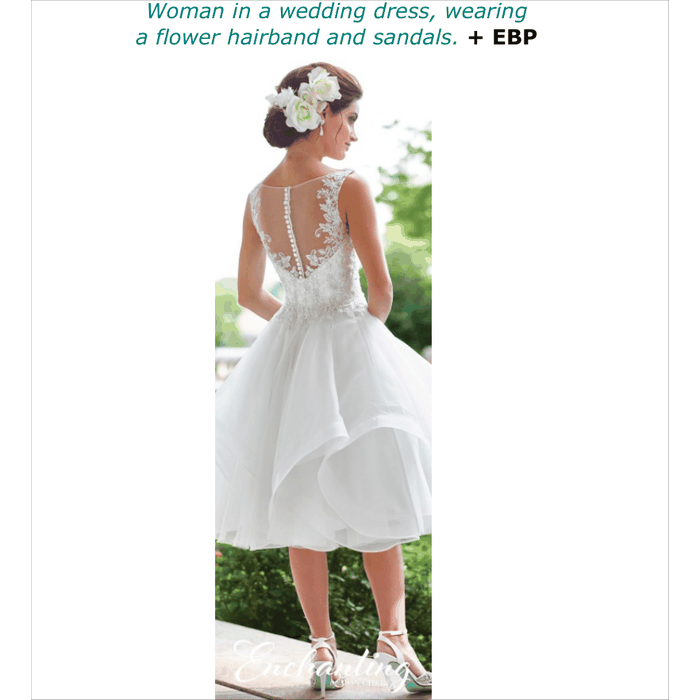 Woman in a wedding dress, wearing
a flower hairband and sandals. + EBP
Enchanting